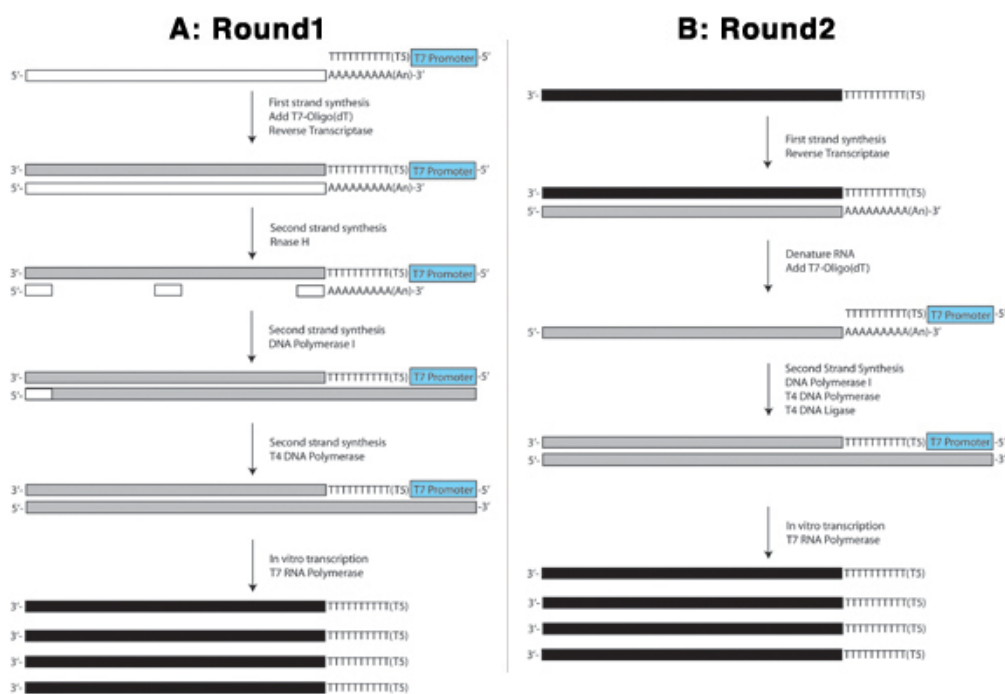 A: Round1
TTTTTTTTTT(T5) T7 Promoter -5'
5'- AAAAAAAAA(An)-3'
First strand synthesis
Add T7-Oligo(dT)
Reverse Transcriptase
3'- TTTTTTTTTT(T5) T7 Promoter -5'
5'- AAAAAAAAA(An)-3'
Second strand synthesis
Rnase H
3'- TTTTTTTTTT(T5) T7 Promoter -5'
5'- AAAAAAAAA(An)-3'
Second strand synthesis
DNA Polymerase I
3'- TTTTTTTTTT(T5) T7 Promoter -5'
5'-
Second strand synthesis
T4 DNA Polymerase
3'- TTTTTTTTTT(T5) T7 Promoter -5'
5'- -3'
In vitro transcription
T7 RNA Polymerase
3'- TTTTTTTTTT(T5)
3'- TTTTTTTTTT(T5)
3'- TTTTTTTTTT(T5)
3'- TTTTTTTTTT(T5)
B: Round2
3'- TTTTTTTTTT(T5)
First strand synthesis
Reverse Transcriptase
3'- TTTTTTTTTT(T5)
5'- AAAAAAAAA(An)-3'
Denature RNA
Add T7-Oligo(dT)
TTTTTTTTTT(T5) T7 Promoter -5'
5'- AAAAAAAAA(An)-3'
Second Strand Synthesis
DNA Polymerase I
T4 DNA Polymerase
T4 DNA Ligase
3'- TTTTTTTTTT(T5) T7 Promoter -5'
5'- -3'
In vitro transcription
T7 RNA Polymerase
3'- TTTTTTTTTT(T5)
3'- TTTTTTTTTT(T5)
3'- TTTTTTTTTT(T5)
3'- TTTTTTTTTT(T5)